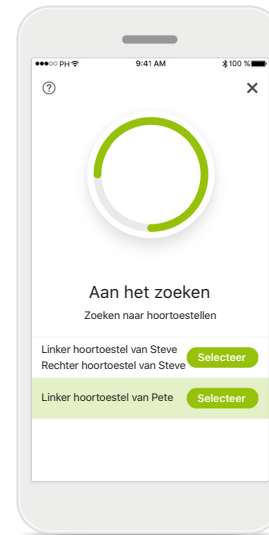 ●●●○○ PH 9:41 AM 100 %
?
Aan het zoeken
Zoeken naar hoortoestellen
Linker hoortoestel van Steve
Rechter hoortoestel van Steve
Selecteer
Linker hoortoestel van Pete Selecteer